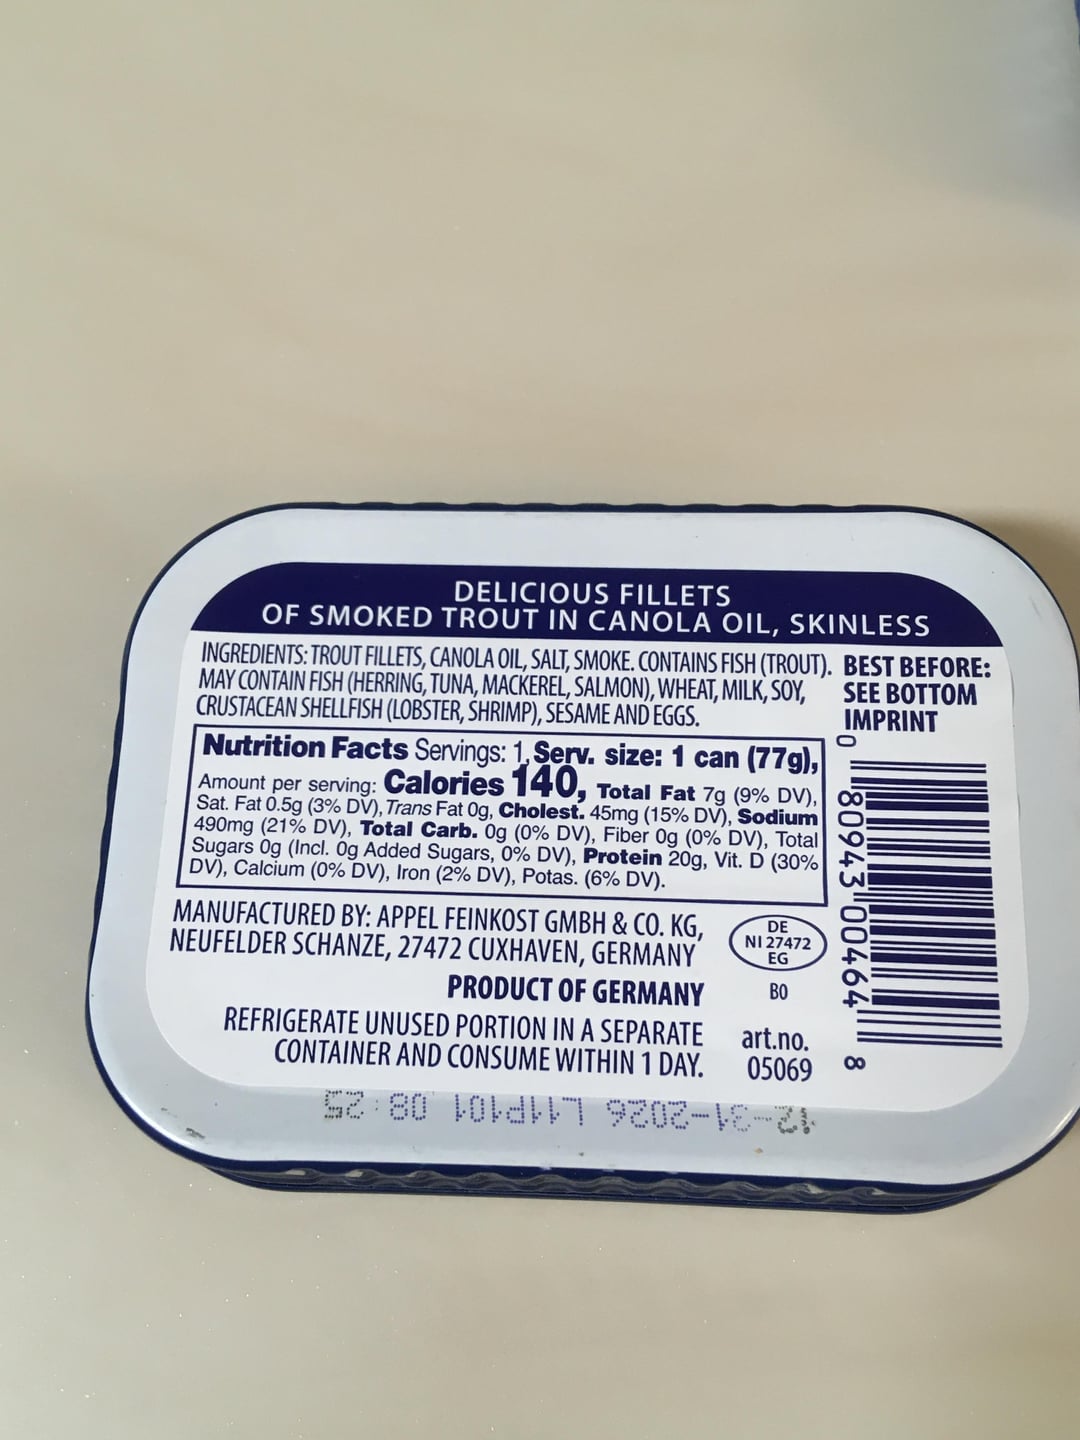 DELICIOUS FILLETS
OF SMOKED TROUT IN CANOLA OIL, SKINLESS
INGREDIENTS: TROUT FILLETS, CANOLA OIL, SALT, SMOKE. CONTAINS FISH (TROUT).
MAY CONTAIN FISH (HERRING, TUNA, MACKEREL, SALMON), WHEAT, MILK, SOY,
CRUSTACEAN SHELLFISH (LOBSTER, SHRIMP), SESAME AND EGGS.
BEST BEFORE:
SEE BOTTOM
IMPRINT
Nutrition Facts Servings: 1, Serv. size: 1 can (77g),
Amount per serving: Calories 140, Total Fat 7g (9% DV),
Sat. Fat 0.5g (3% DV), Trans Fat 0g, Cholest. 45mg (15% DV), Sodium
490mg (21% DV), Total Carb. 0g (0% DV), Fiber 0g (0% DV), Total
Sugars 0g (Incl. 0g Added Sugars, 0% DV), Protein 20g, Vit. D (30%
DV), Calcium (0% DV), Iron (2% DV), Potas. (6% DV).
0 80943 00464 8
MANUFACTURED BY: APPEL FEINKOST GMBH & CO. KG,
NEUFELDER SCHANZE, 27472 CUXHAVEN, GERMANY
PRODUCT OF GERMANY
DE
NI 27472
EG
BO
REFRIGERATE UNUSED PORTION IN A SEPARATE
CONTAINER AND CONSUME WITHIN 1 DAY.
art.no.
05069
12-31-2026 L11P101 08:25